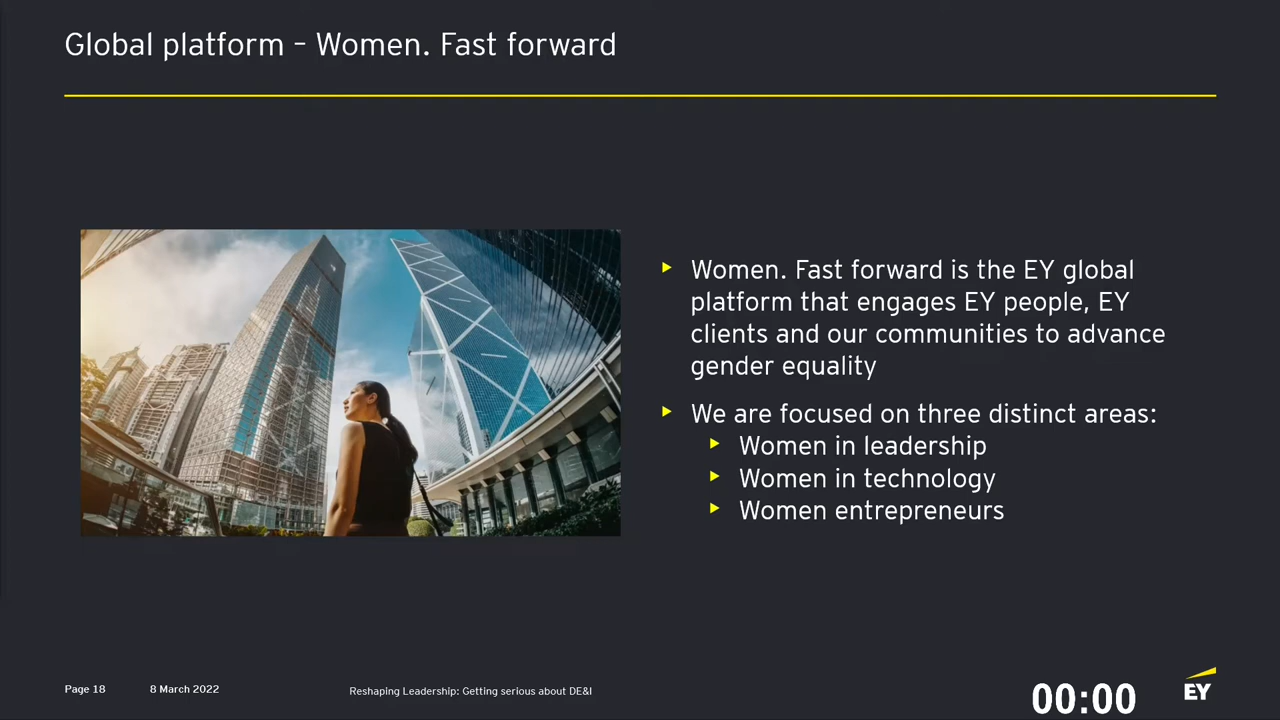 Global platform – Women. Fast forward
Women. Fast forward is the EY global
platform that engages EY people, EY
clients and our communities to advance
gender equality
We are focused on three distinct areas:
Women in leadership
Women in technology
Women entrepreneurs
Page 18
8 March 2022
Reshaping Leadership: Getting serious about DE&I
00:00
EY